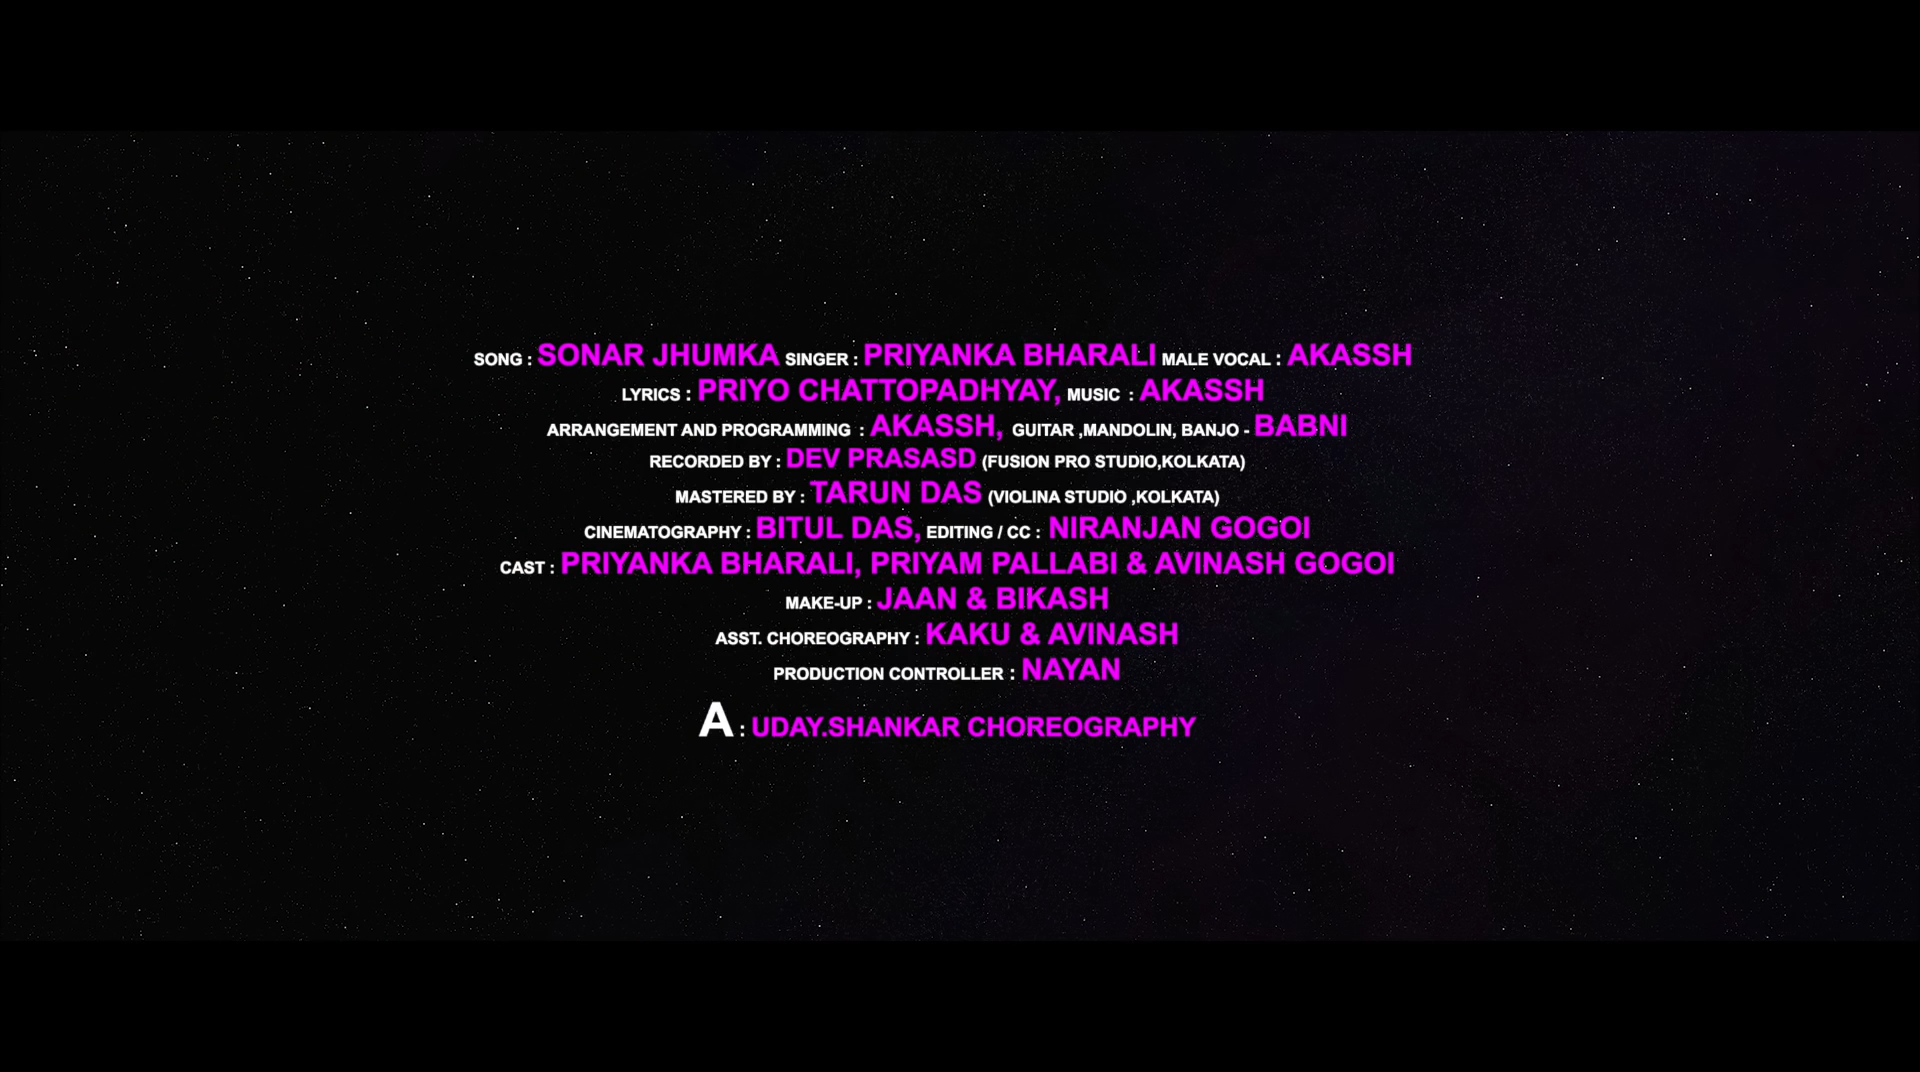 SONG : SONAR JHUMKA SINGER : PRIYANKA BHARALI MALE VOCAL : AKASSH
LYRICS : PRIYO CHATTOPADHYAY, MUSIC : AKASSH
ARRANGEMENT AND PROGRAMMING : AKASSH, GUITAR ,MANDOLIN, BANJO - BABNI
RECORDED BY : DEV PRASASD (FUSION PRO STUDIO,KOLKATA)
MASTERED BY : TARUN DAS (VIOLINA STUDIO ,KOLKATA)
CINEMATOGRAPHY : BITUL DAS, EDITING / CC : NIRANJAN GOGOI
CAST : PRIYANKA BHARALI, PRIYAM PALLABI & AVINASH GOGOI
MAKE-UP : JAAN & BIKASH
ASST. CHOREOGRAPHY : KAKU & AVINASH
PRODUCTION CONTROLLER : NAYAN
A : UDAY.SHANKAR CHOREOGRAPHY